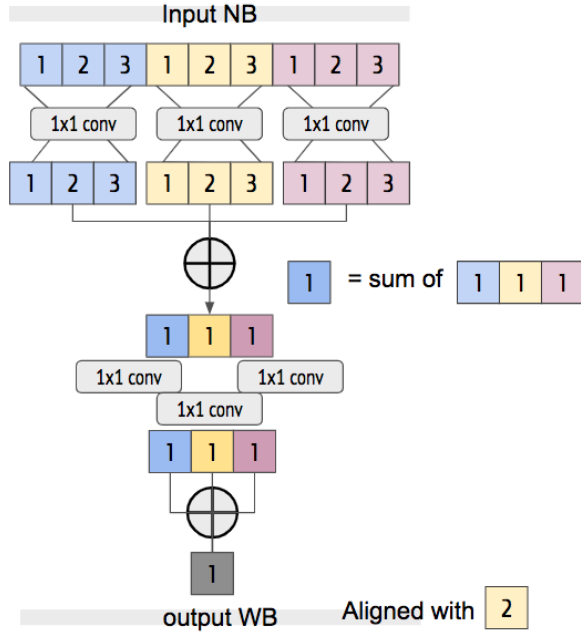 Input NB
1 2 3 1 2 3 1 2 3
1x1 conv 1x1 conv 1x1 conv
1 2 3 1 2 3 1 2 3
1 = sum of 1 1 1
1 1 1
1x1 conv 1x1 conv
1x1 conv
1 1 1
1
output WB
Aligned with 2